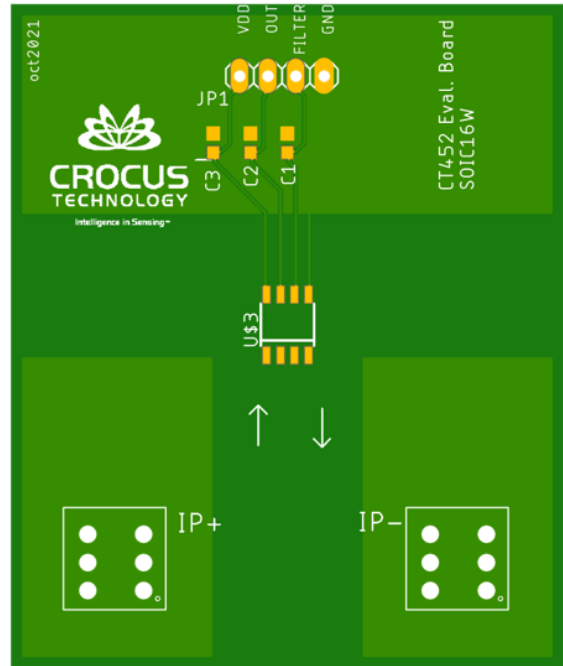 oct2021
VDD
OUT
FILTER
GND
JP1
CT452 Eval. Board
SOIC16W
CROCUS
TECHNOLOGY
Intelligence in Sensing™
C3
C2
C1
U$3
IP+
IP-